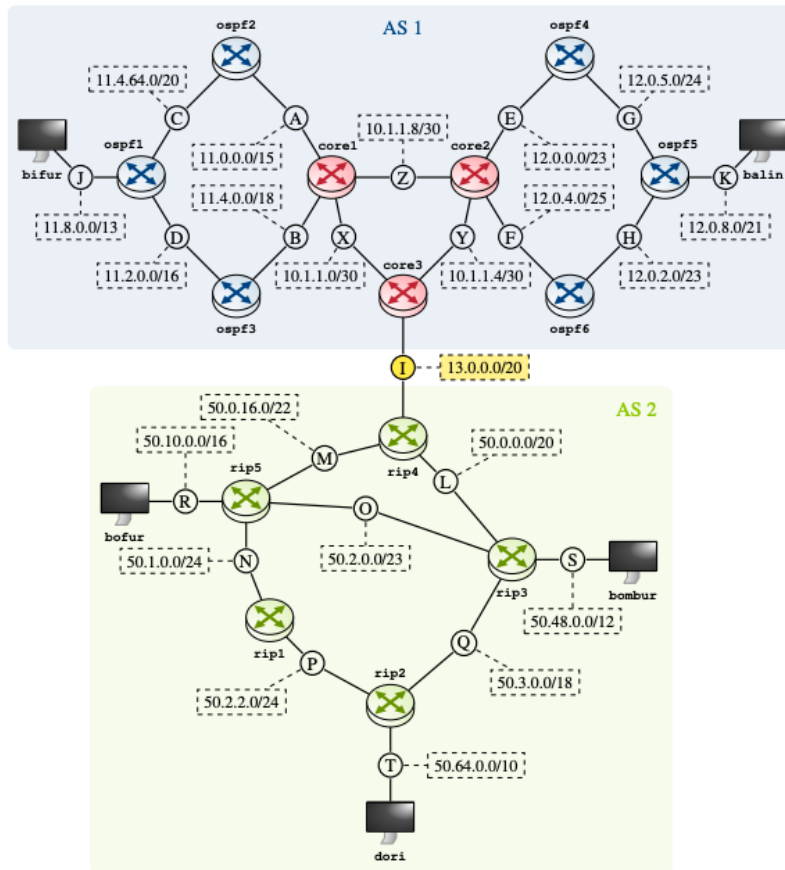 ospf2
AS 1
ospf4
11.4.64.0/20
12.0.5.0/24
C
A
10.1.1.8/30
E
G
bifur
ospf1
11.0.0.0/15
core1
core2
12.0.0.0/23
ospf5
balin
J
Z
K
11.4.0.0/18
12.0.4.0/25
11.8.0.0/13
D
B
X
Y
F
H
12.0.8.0/21
11.2.0.0/16
10.1.1.0/30
core3
10.1.1.4/30
12.0.2.0/23
ospf3
ospf6
I
13.0.0.0/20
50.0.16.0/22
AS 2
50.10.0.0/16
50.0.0.0/20
rip5
M
rip4
L
R
O
bofur
50.1.0.0/24
N
50.2.0.0/23
S
rip3
bombur
rip1
50.48.0.0/12
P
rip2
Q
50.2.2.0/24
50.3.0.0/18
T
50.64.0.0/10
dori